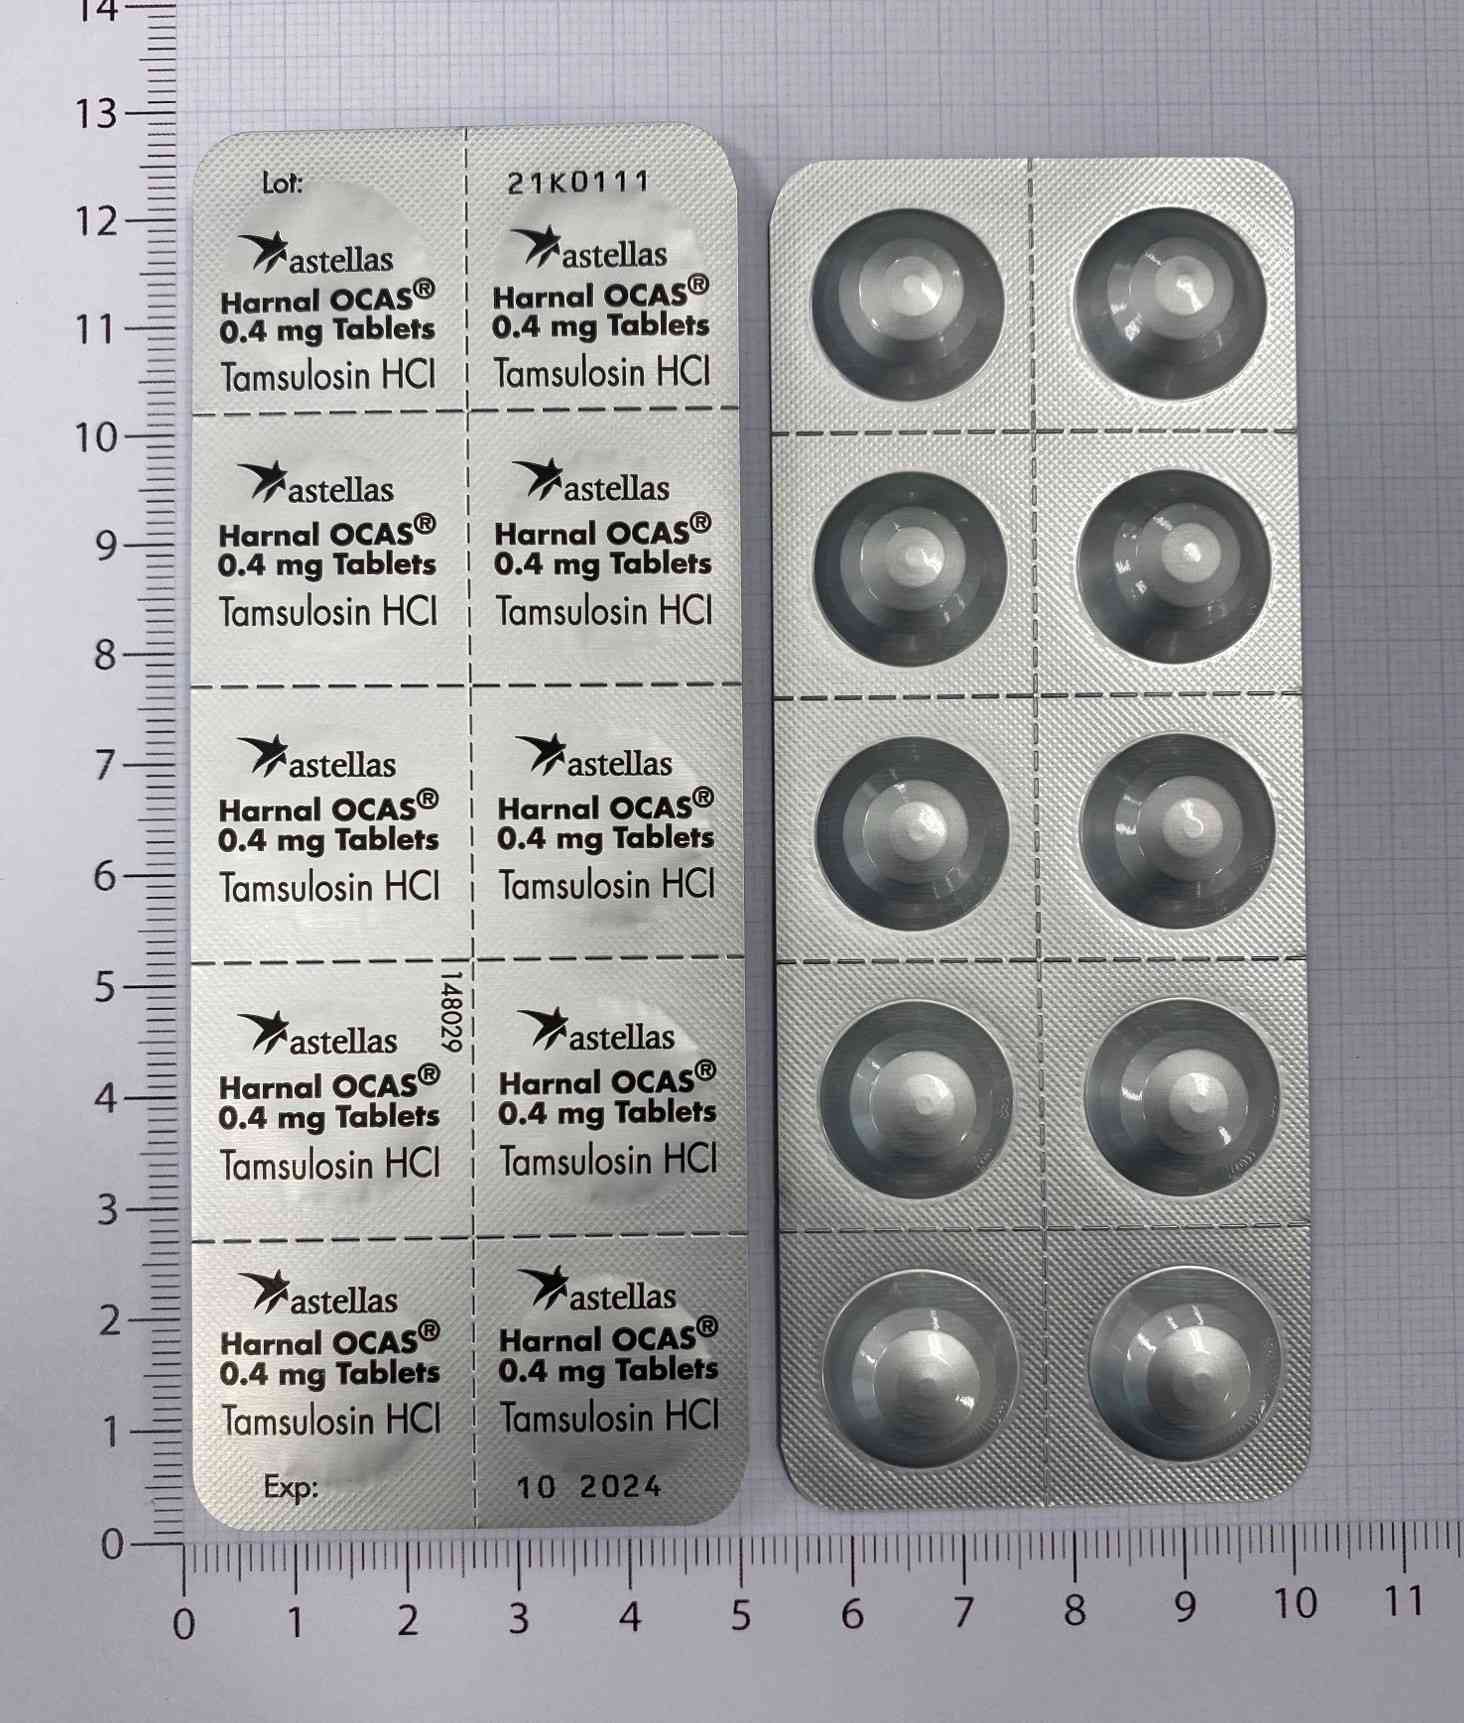 14
13
12
11
10
9
8
7
6
5
4
3
2
1
0
Lot: 21K0111
astellas astellas
Harnal OCAS® Harnal OCAS®
0.4 mg Tablets 0.4 mg Tablets
Tamsulosin HCl Tamsulosin HCl
astellas astellas
Harnal OCAS® Harnal OCAS®
0.4 mg Tablets 0.4 mg Tablets
Tamsulosin HCl Tamsulosin HCl
astellas astellas
Harnal OCAS® Harnal OCAS®
0.4 mg Tablets 0.4 mg Tablets
Tamsulosin HCl Tamsulosin HCl
148029
astellas astellas
Harnal OCAS® Harnal OCAS®
0.4 mg Tablets 0.4 mg Tablets
Tamsulosin HCl Tamsulosin HCl
astellas astellas
Harnal OCAS® Harnal OCAS®
0.4 mg Tablets 0.4 mg Tablets
Tamsulosin HCl Tamsulosin HCl
Exp: 10 2024
0 1 2 3 4 5 6 7 8 9 10 11